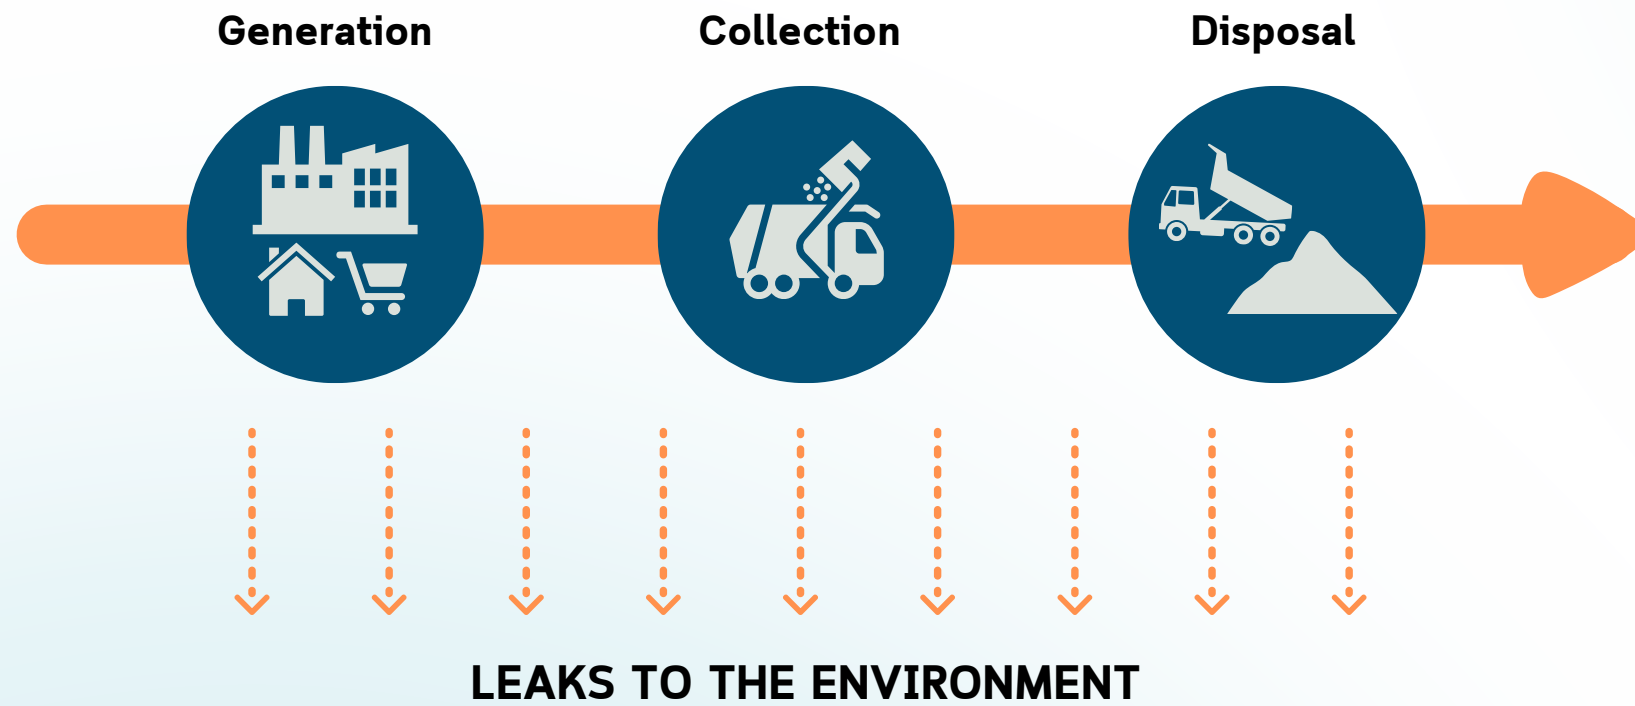 Generation
Collection
Disposal
LEAKS TO THE ENVIRONMENT